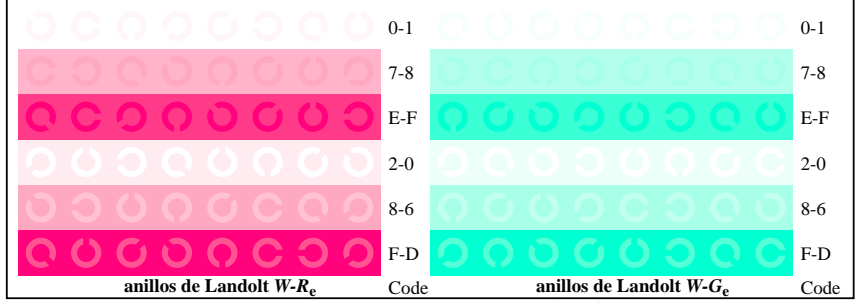 0-1 0-1
7-8 7-8
E-F E-F
2-0 2-0
8-6 8-6
F-D F-D
anillos de Landolt W-Re Code anillos de Landolt W-Ge Code